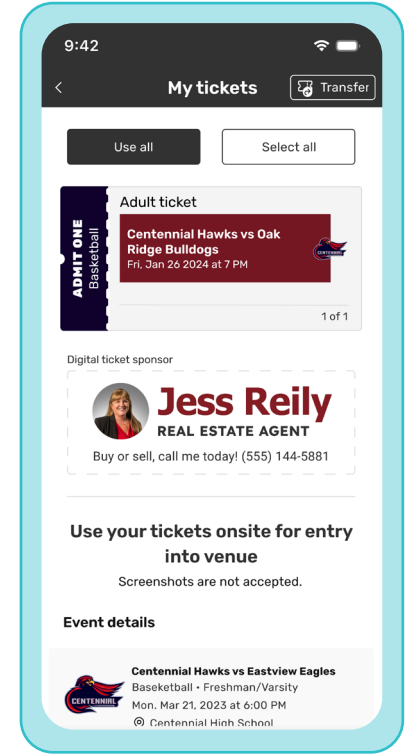 9:42
My tickets
Transfer
Use all
Select all
ADMIT ONE
Basketball
Adult ticket
Centennial Hawks vs Oak
Ridge Bulldogs
Fri, Jan 26 2024 at 7 PM
CENTENNIAL
1 of 1
Digital ticket sponsor
Jess Reily
REAL ESTATE AGENT
Buy or sell, call me today! (555) 144-5881
Use your tickets onsite for entry
into venue
Screenshots are not accepted.
Event details
CENTENNIAL
Centennial Hawks vs Eastview Eagles
Baseketball • Freshman/Varsity
Mon. Mar 21, 2023 at 6:00 PM
Centennial High School